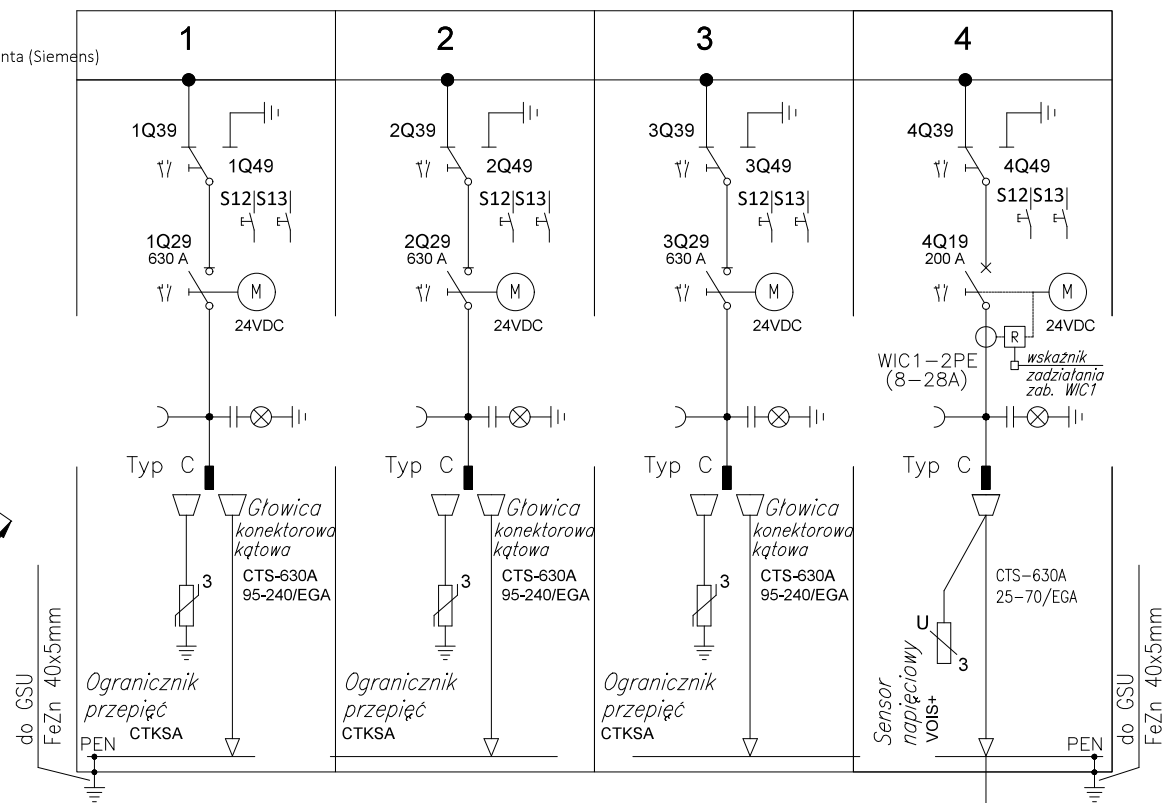 nta (Siemens)
1
2
3
4
1Q39
1Q49
S12 S13
1Q29
630 A
M
24VDC
Typ C
Głowica
konektorowa
kątowa
CTS-630A
95-240/EGA
3
Ogranicznik
przepięć
CTKSA
PEN
do GSU
FeZn 40x5mm
2Q39
2Q49
S12 S13
2Q29
630 A
M
24VDC
Typ C
Głowica
konektorowa
kątowa
CTS-630A
95-240/EGA
3
Ogranicznik
przepięć
CTKSA
3Q39
3Q49
S12 S13
3Q29
630 A
M
24VDC
Typ C
Głowica
konektorowa
kątowa
CTS-630A
95-240/EGA
3
Ogranicznik
przepięć
CTKSA
4Q39
4Q49
S12 S13
4Q19
200 A
M
24VDC
R
WIC1-2PE
(8-28A)
wskaźnik
zadziałania
zab. WIC1
Typ C
CTS-630A
25-70/EGA
U
3
Sensor
napięciowy
VOIS+
PEN
do GSU
FeZn 40x5mm